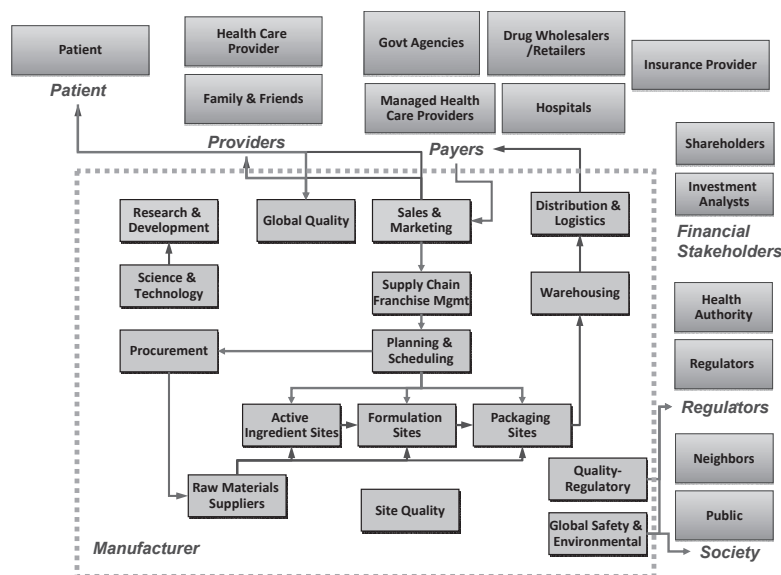 Patient
Patient
Health Care
Provider
Family & Friends
Providers
Govt Agencies
Drug Wholesalers
/Retailers
Insurance Provider
Managed Health
Care Providers
Hospitals
Payers
Shareholders
Investment
Analysts
Financial
Stakeholders
Research &
Development
Global Quality
Sales &
Marketing
Distribution &
Logistics
Science &
Technology
Supply Chain
Franchise Mgmt
Warehousing
Health
Authority
Procurement
Planning &
Scheduling
Regulators
Regulators
Active
Ingredient Sites
Formulation
Sites
Packaging
Sites
Raw Materials
Suppliers
Site Quality
Quality-
Regulatory
Neighbors
Global Safety &
Environmental
Public
Society
Manufacturer